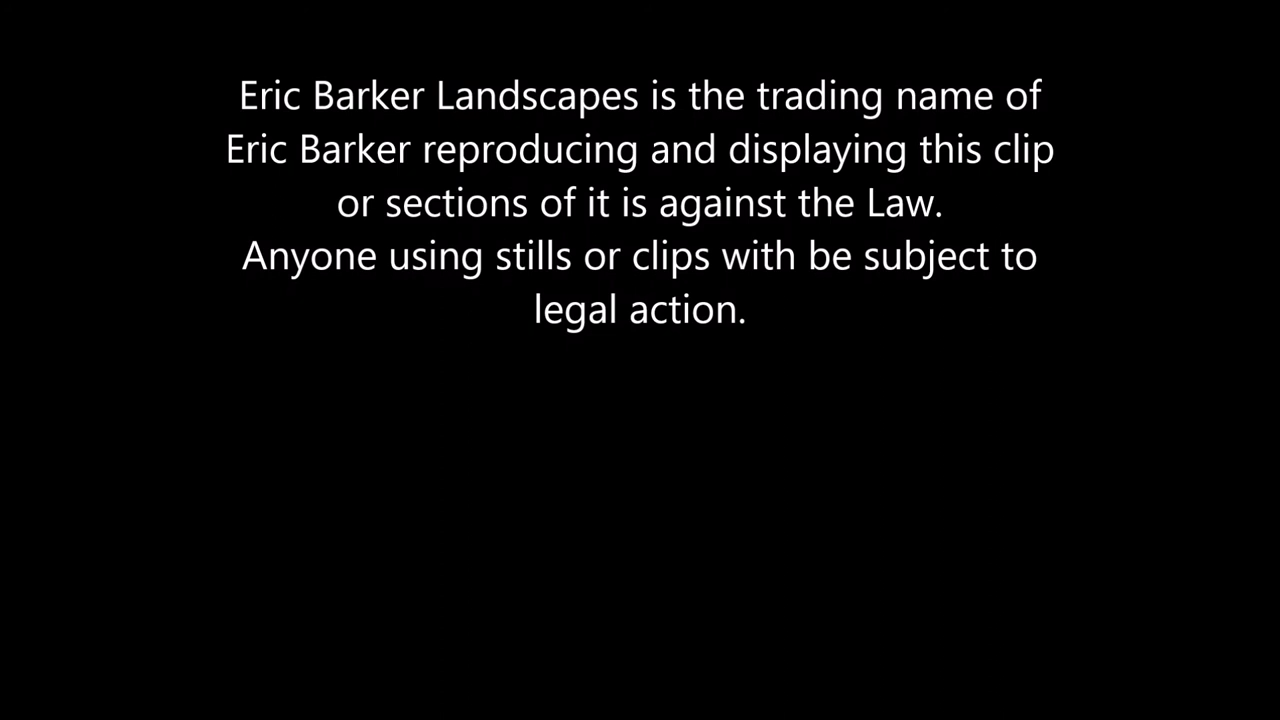 Eric Barker Landscapes is the trading name of
Eric Barker reproducing and displaying this clip
or sections of it is against the Law.
Anyone using stills or clips with be subject to
legal action.